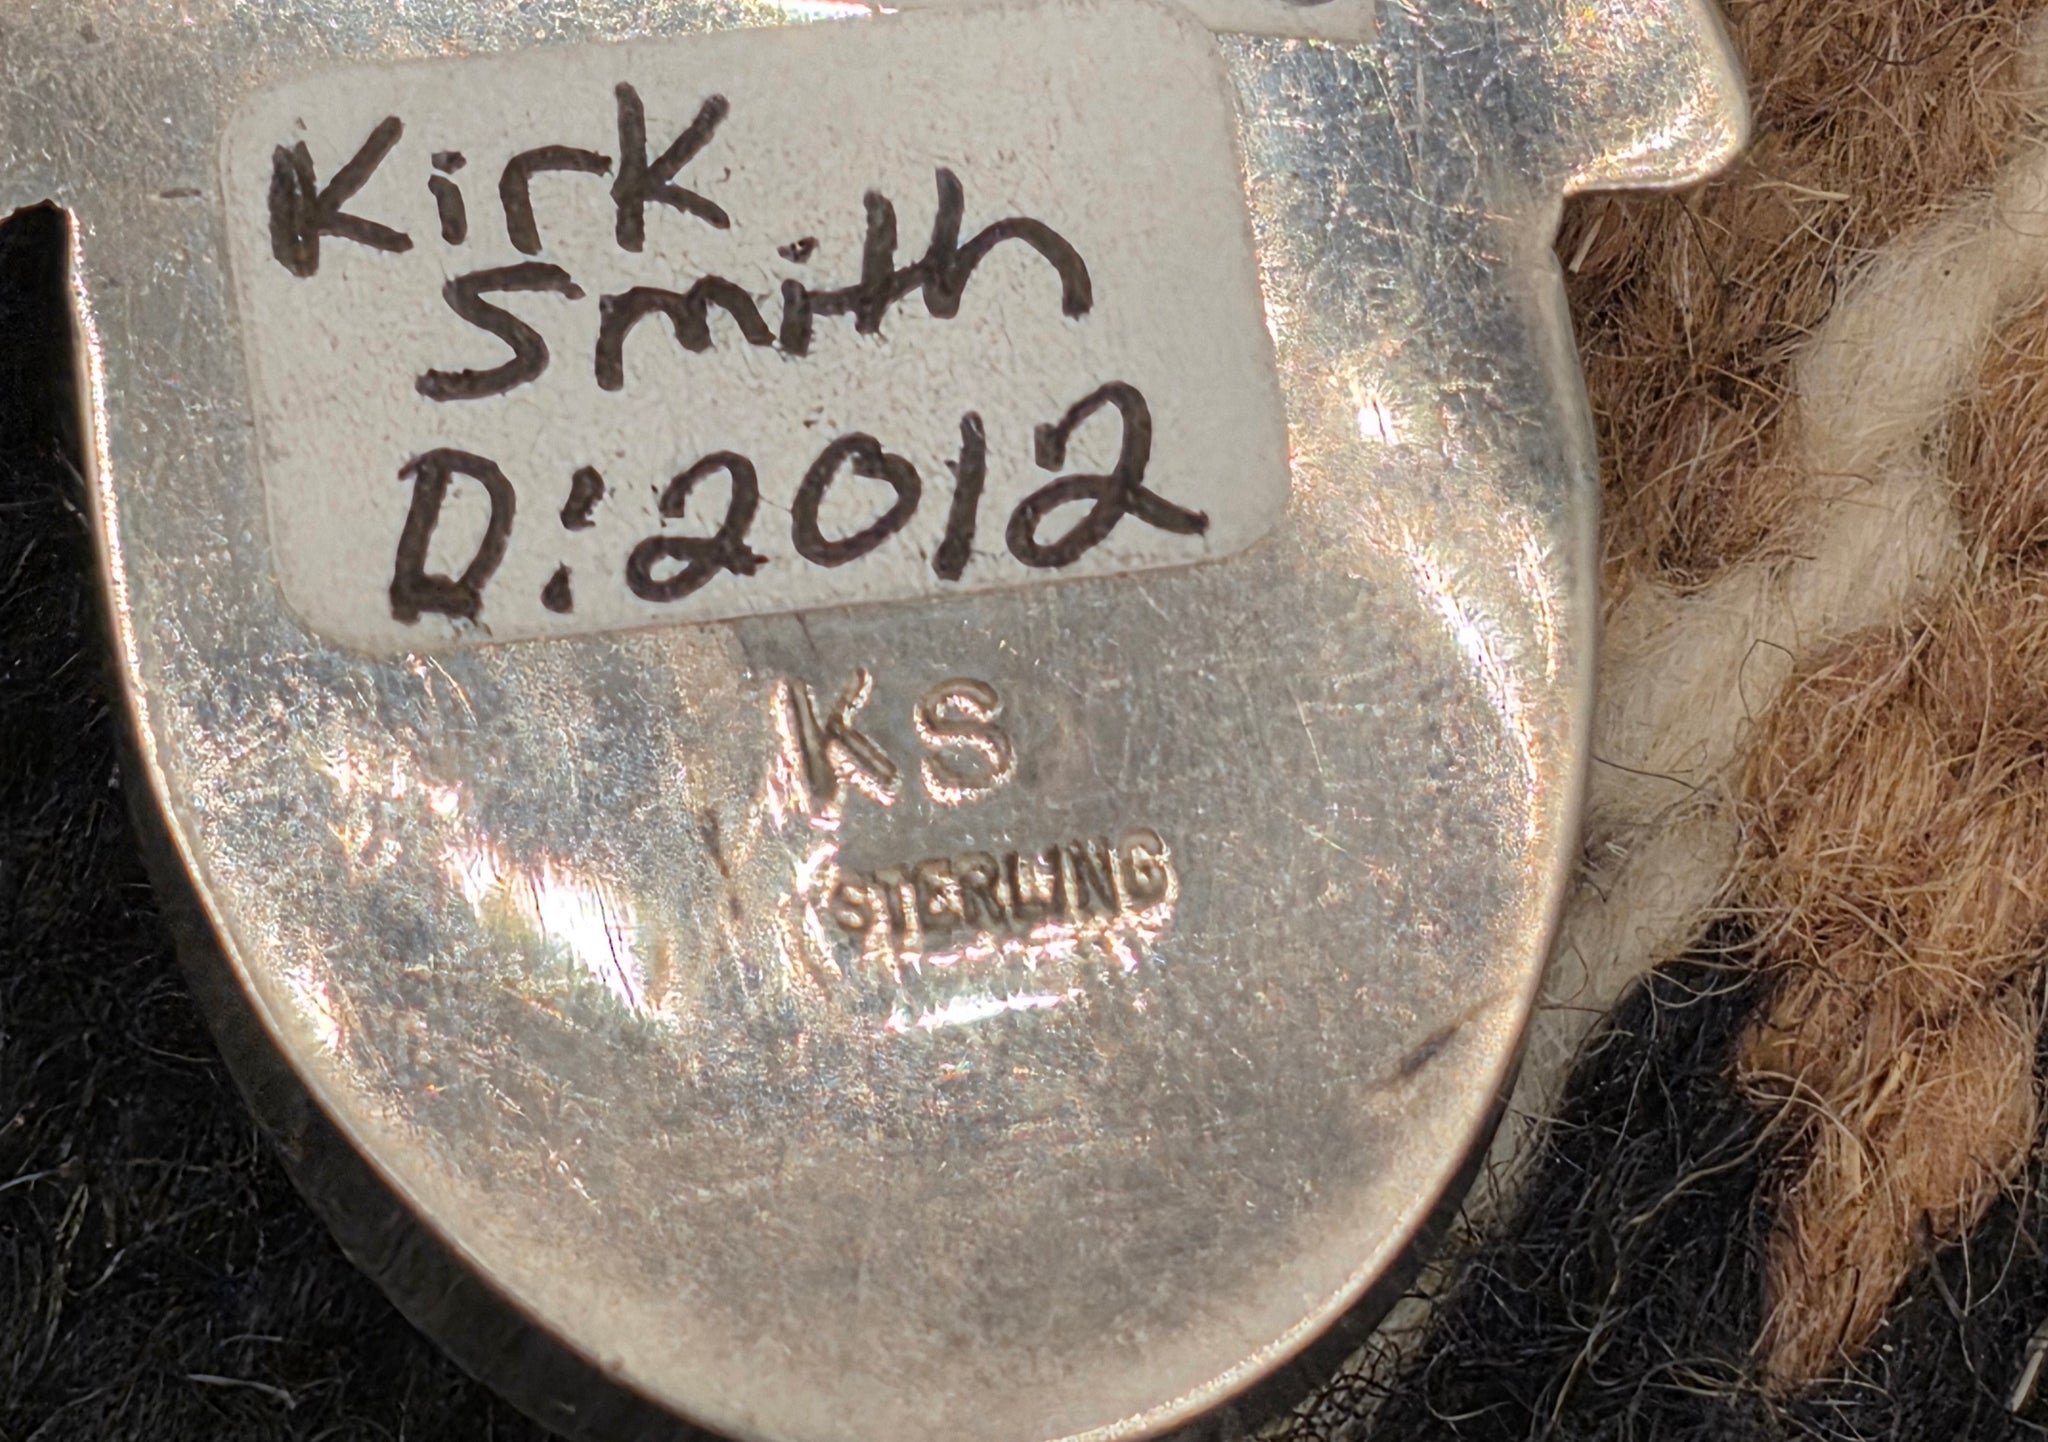 Kirk
Smith
D:2012
KS
STERLING